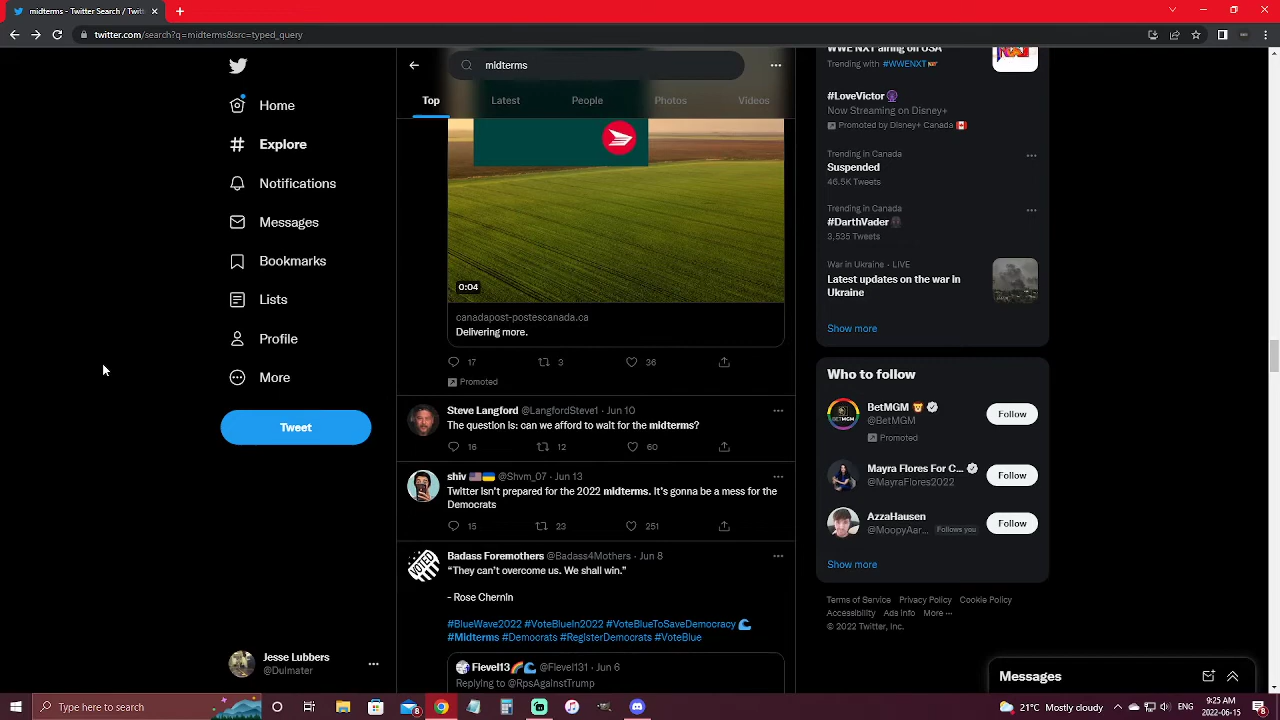 midterms - Twitter Search / Twitt
twitter.com/search?q=midterms&src=typed_query
Home
Explore
Notifications
Messages
Bookmarks
Lists
Profile
More
Tweet
Jesse Lubbers
@Dulmater
midterms
Top
Latest
People
Photos
Videos
0:04
canadapost-postescanada.ca
Delivering more.
17
3
36
Promoted
Steve Langford @LangfordSteve1 · Jun 10
The question is: can we afford to wait for the midterms?
16
12
60
shiv @Shvm_07 · Jun 13
Twitter isn't prepared for the 2022 midterms. It's gonna be a mess for the
Democrats
15
23
251
VOTED
Badass Foremothers @Badass4Mothers · Jun 8
“They can’t overcome us. We shall win.”
- Rose Chernin
#BlueWave2022 #VoteBlueIn2022 #VoteBlueToSaveDemocracy
#Midterms #Democrats #RegisterDemocrats #VoteBlue
Flevel13 @Flevel131 · Jun 6
Replying to @RpsAgainstTrump
WWE NXT airing on USA
Trending with #WWENXT
#LoveVictor
Now Streaming on Disney+
Promoted by Disney+ Canada
Trending in Canada
Suspended
46.5K Tweets
Trending in Canada
#DarthVader
3,535 Tweets
War in Ukraine · LIVE
Latest updates on the war in
Ukraine
Show more
Who to follow
BetMGM
@BetMGM
Promoted
Follow
Mayra Flores For C...
@MayraFlores2022
Follow
AzzaHausen
@MoopyAar... Follows you
Follow
Show more
Terms of Service Privacy Policy Cookie Policy
Accessibility Ads info More ···
© 2022 Twitter, Inc.
Messages
Type here to search
8
21°C Mostly cloudy
9:25 AM
2022-06-15
8